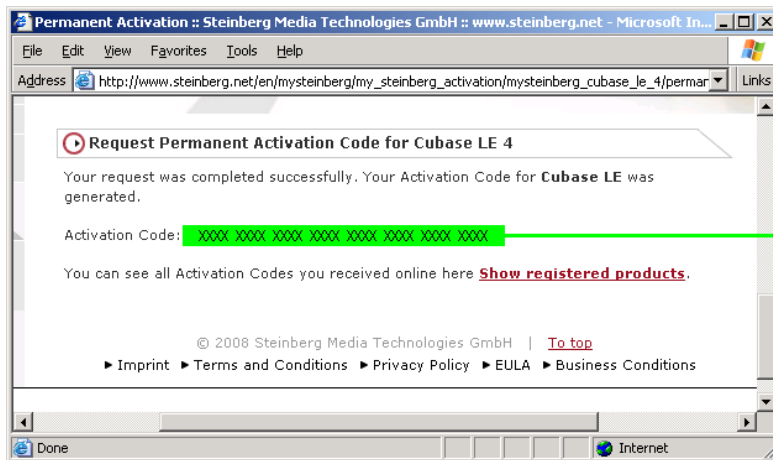 Permanent Activation :: Steinberg Media Technologies GmbH :: www.steinberg.net - Microsoft In...
File Edit View Favorites Tools Help
Address http://www.steinberg.net/en/mysteinberg/my_steinberg_activation/mysteinberg_cubase_le_4/permar Links
Request Permanent Activation Code for Cubase LE 4
Your request was completed successfully. Your Activation Code for Cubase LE was
generated.
Activation Code: XXXX XXXX XXXX XXXX XXXX XXXX XXXX XXXX
You can see all Activation Codes you received online here Show registered products.
© 2008 Steinberg Media Technologies GmbH | To top
Imprint Terms and Conditions Privacy Policy EULA Business Conditions
Done Internet